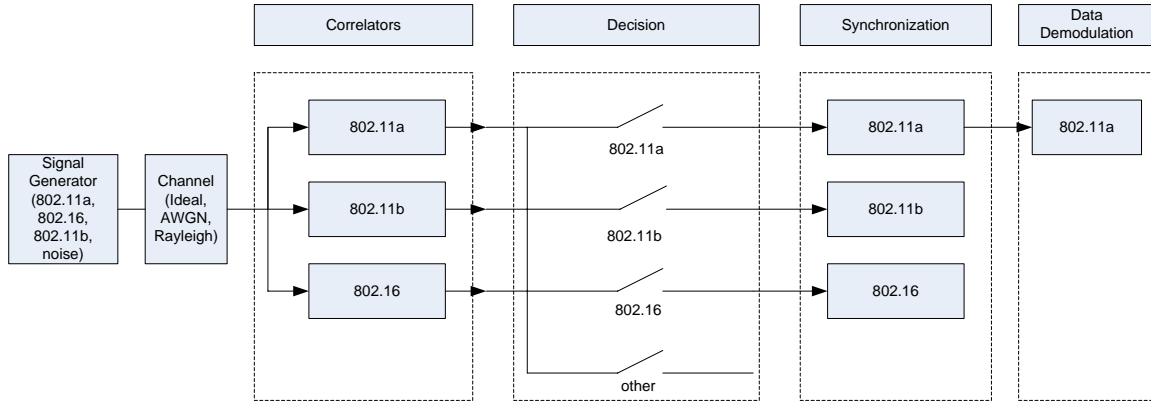 Correlators
Decision
Synchronization
Data
Demodulation
Signal
Generator
(802.11a,
802.16,
802.11b,
noise)
Channel
(Ideal,
AWGN,
Rayleigh)
802.11a
802.11b
802.16
802.11a
802.11b
802.16
other
802.11a
802.11b
802.16
802.11a